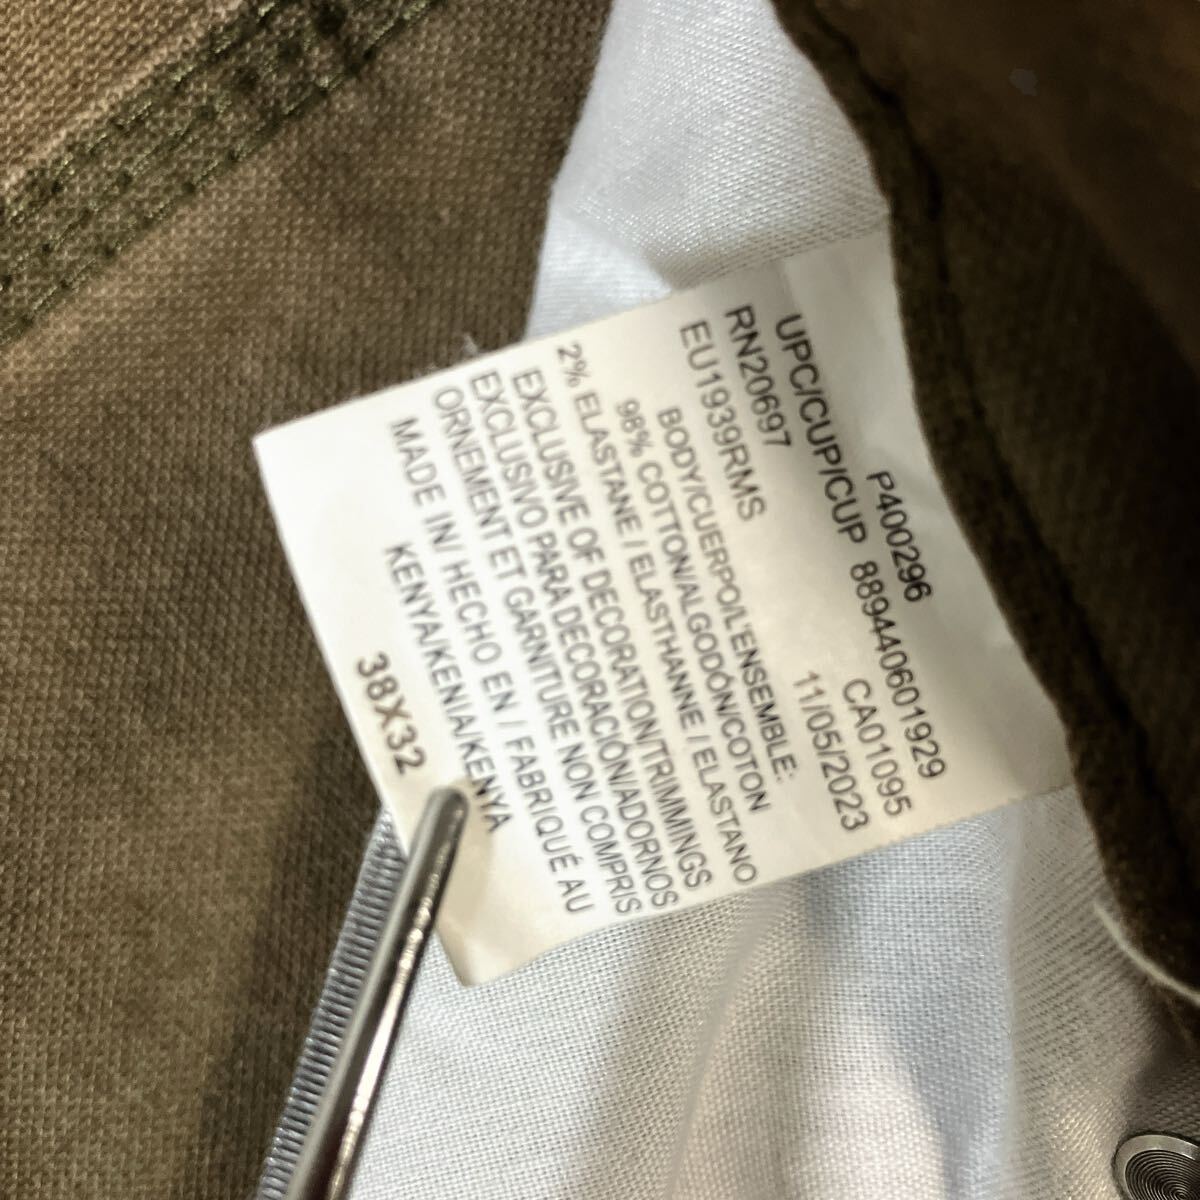 P400296
UPC/CUP/CUP 889440601929
RN20697 CA01095
EU1939RMS 11/05/2023
BODY/CUERPO/L'ENSEMBLE:
98% COTTON/ALGODÓN/COTON
2% ELASTANE / ELASTHANNE / ELASTANO
EXCLUSIVE OF DECORATION/TRIMMINGS
EXCLUSIVO PARA DECORACIÓN/ADORNOS
ORNEMENT ET GARNITURE NON COMPRIS
MADE IN/ HECHO EN / FABRIQUÉ AU
KENYA/KENIA/KENYA
38X32